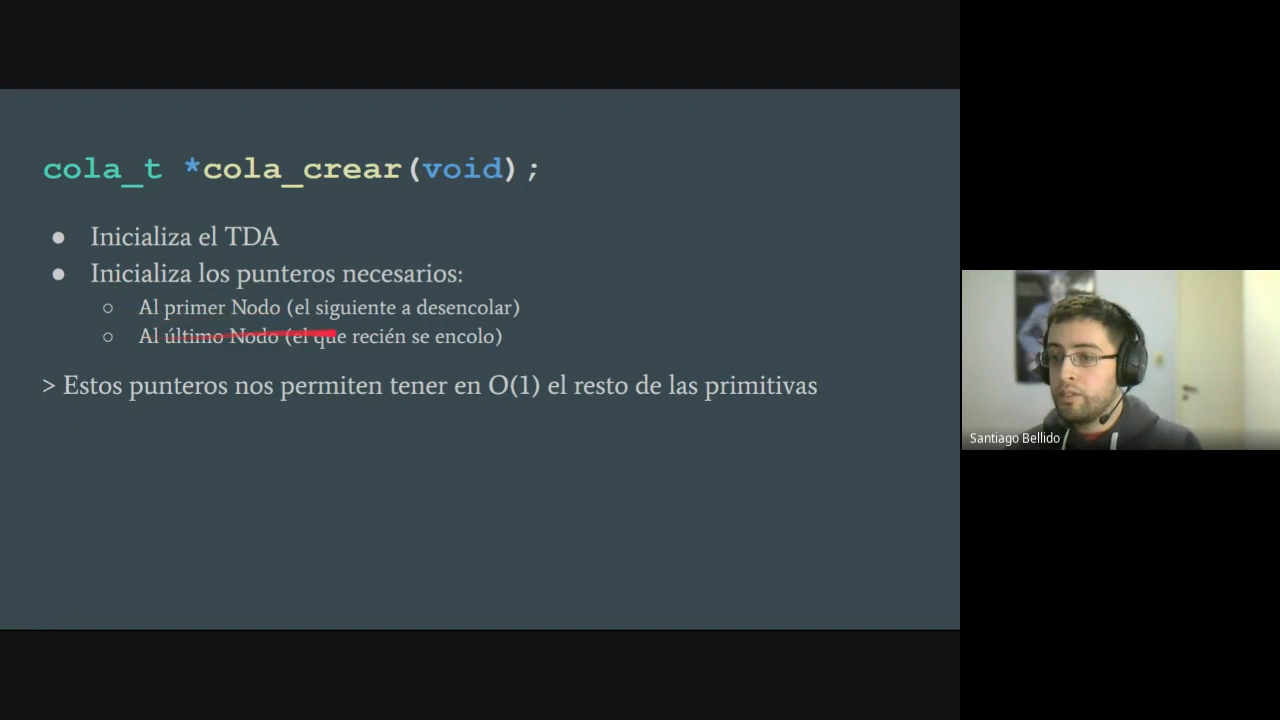 cola_t *cola_crear(void);
● Inicializa el TDA
● Inicializa los punteros necesarios:
○ Al primer Nodo (el siguiente a desencolar)
○ Al último Nodo (el que recién se encolo)
> Estos punteros nos permiten tener en O(1) el resto de las primitivas
Santiago Bellido